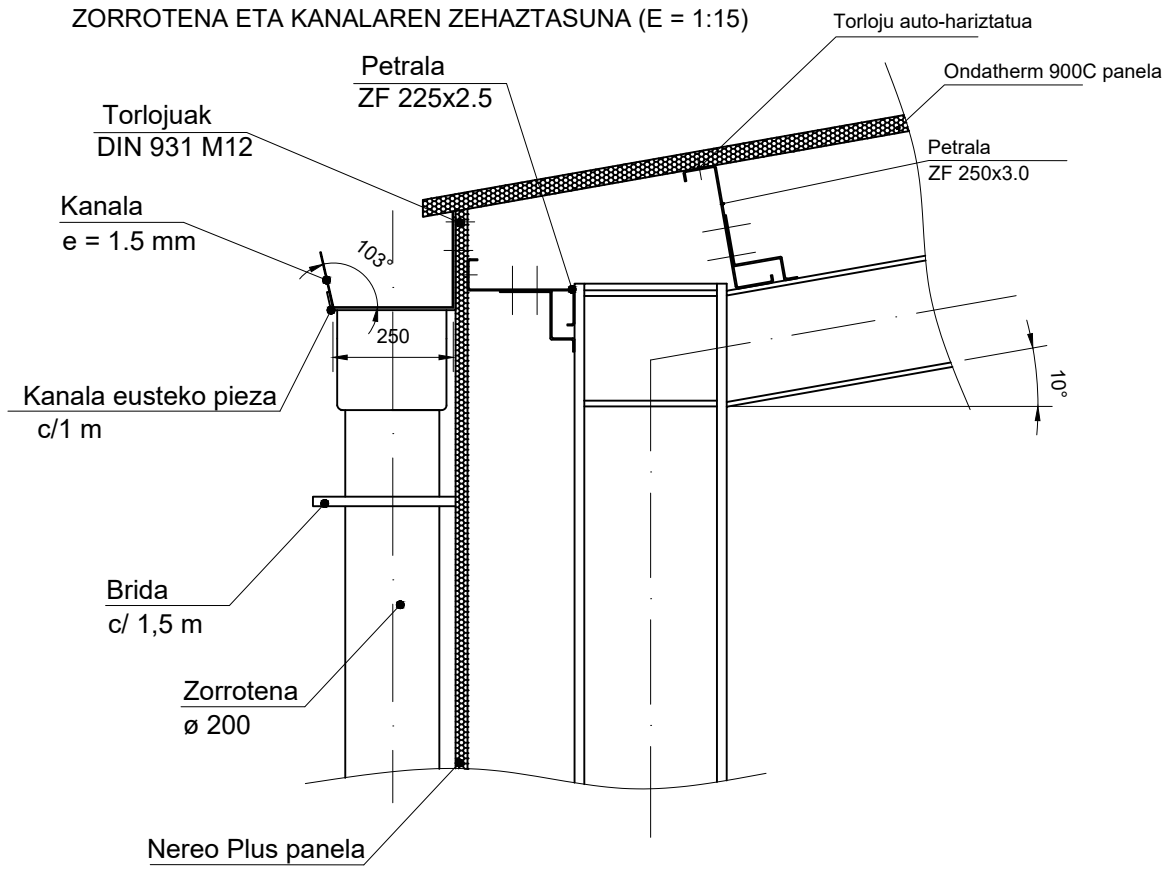 ZORROTENA ETA KANALAREN ZEHAZTASUNA (E = 1:15)
Torloju auto-hariztatua
Petrala
ZF 225x2.5
Ondatherm 900C panela
Torlojuak
DIN 931 M12
Petrala
ZF 250x3.0
Kanala
e = 1.5 mm
103°
250
Kanala eusteko pieza
c/1 m
10°
Brida
c/ 1,5 m
Zorrotena
ø 200
Nereo Plus panela